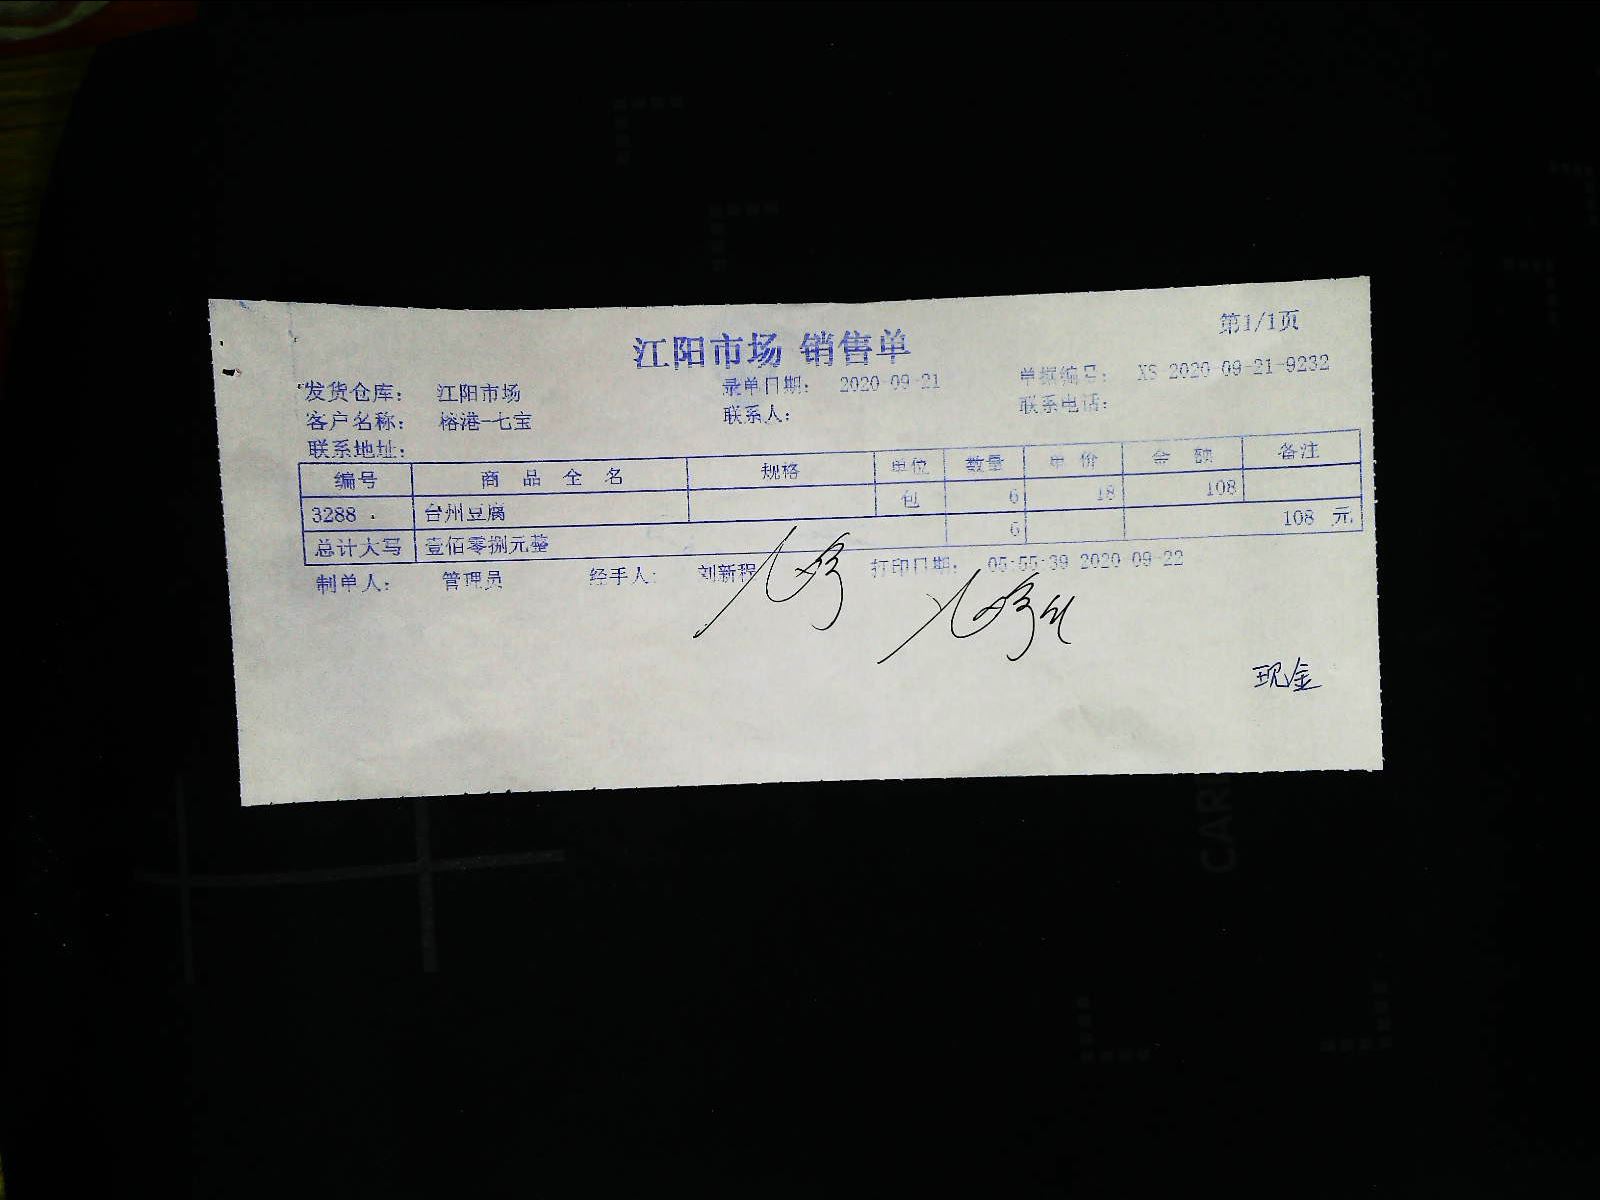 第1/1页
江阳市场 销售单
发货仓库： 江阳市场 录单日期： 2020-09-21 单据编号： XS-2020-09-21-9232
客户名称： 榕港-七宝 联系人： 联系电话：
联系地址：
编号 商品全名 规格 单位 数量 单价 金额 备注
3288 台州豆腐 包 6 18 108
总计大写 壹佰零捌元整 6 108 元
制单人： 管理员 经手人： 刘新程 打印日期： 05:55:39 2020-09-22
现金
CAR